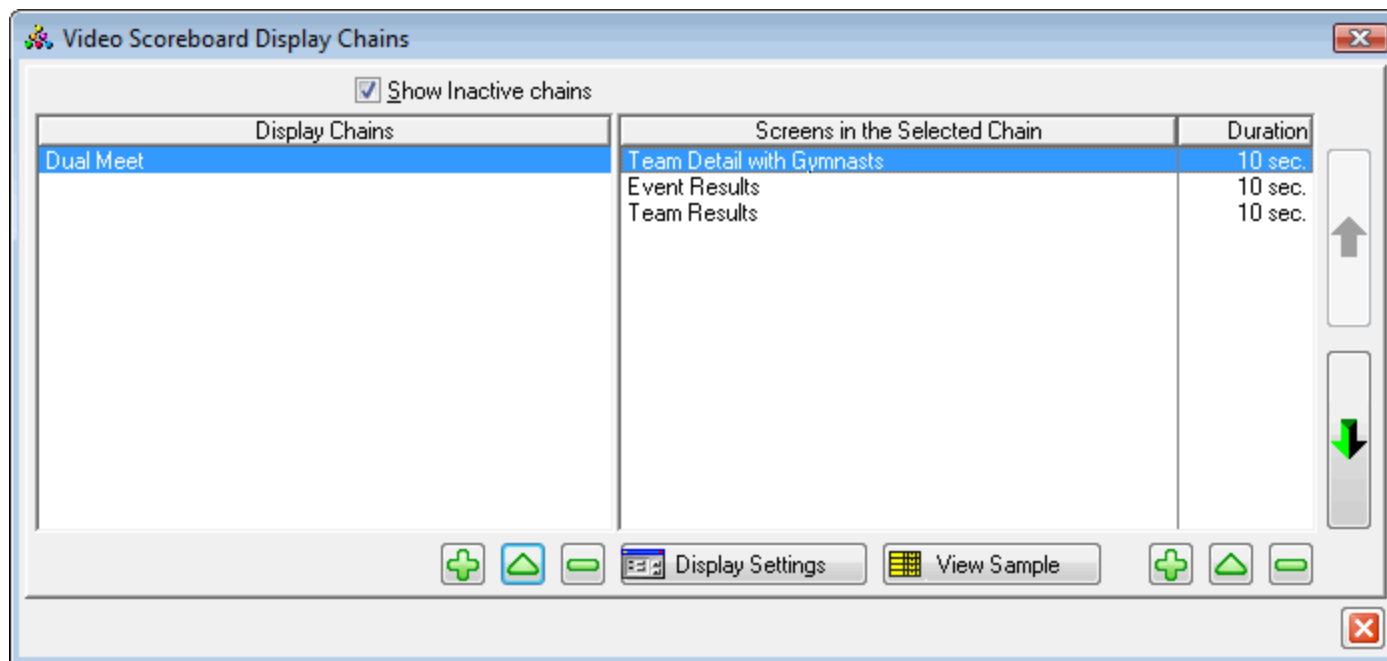 Video Scoreboard Display Chains
Show Inactive chains
Display Chains
Screens in the Selected Chain
Duration
Dual Meet
Team Detail with Gymnasts 10 sec.
Event Results 10 sec.
Team Results 10 sec.
Display Settings
View Sample